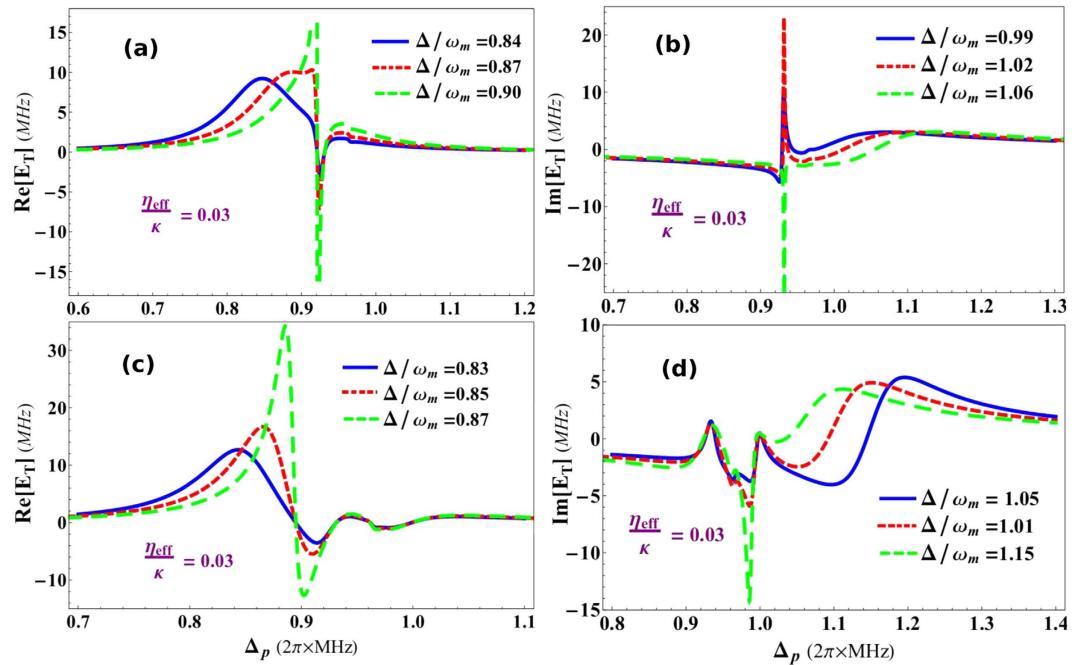 (a)
Δ/ω_m =0.84
Δ/ω_m =0.87
Δ/ω_m =0.90
η_eff/κ = 0.03
Re[E_T] (MHz)
15
10
5
0
−5
−10
−15
0.6 0.7 0.8 0.9 1.0 1.1 1.2
(b)
Δ/ω_m =0.99
Δ/ω_m =1.02
Δ/ω_m =1.06
η_eff/κ = 0.03
Im[E_T] (MHz)
20
10
0
−10
−20
0.7 0.8 0.9 1.0 1.1 1.2 1.3
(c)
Δ/ω_m =0.83
Δ/ω_m =0.85
Δ/ω_m =0.87
η_eff/κ = 0.03
Re[E_T] (MHz)
30
20
10
0
−10
0.7 0.8 0.9 1.0 1.1
Δ_p (2π×MHz)
(d)
Δ/ω_m = 1.05
Δ/ω_m = 1.01
Δ/ω_m = 1.15
η_eff/κ = 0.03
Im[E_T] (MHz)
10
5
0
−5
−10
−15
0.8 0.9 1.0 1.1 1.2 1.3 1.4
Δ_p (2π×MHz)